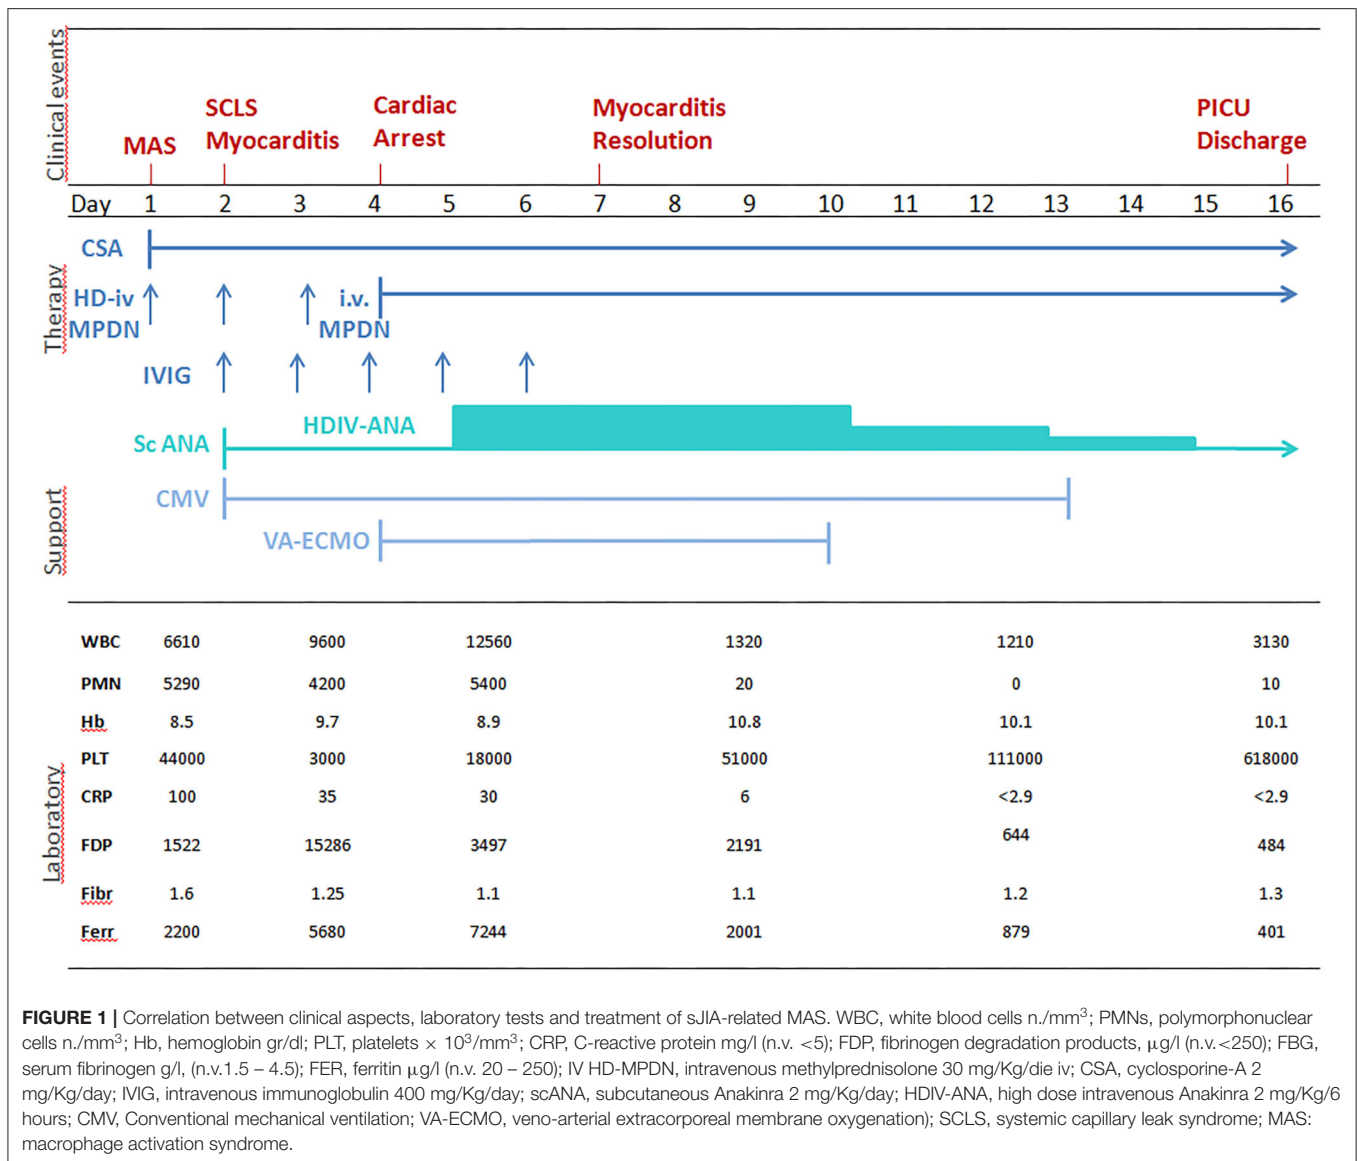 Clinical events
MAS
SCLS
Myocarditis
Cardiac
Arrest
Myocarditis
Resolution
PICU
Discharge
Day 1 2 3 4 5 6 7 8 9 10 11 12 13 14 15 16
Therapy
CSA
HD-iv
MPDN
i.v.
MPDN
IVIG
HDIV-ANA
Sc ANA
Support
CMV
VA-ECMO
Laboratory
WBC 6610 9600 12560 1320 1210 3130
PMN 5290 4200 5400 20 0 10
Hb 8.5 9.7 8.9 10.8 10.1 10.1
PLT 44000 3000 18000 51000 111000 618000
CRP 100 35 30 6 <2.9 <2.9
FDP 1522 15286 3497 2191 644 484
Fibr 1.6 1.25 1.1 1.1 1.2 1.3
Ferr 2200 5680 7244 2001 879 401
FIGURE 1 | Correlation between clinical aspects, laboratory tests and treatment of sJIA-related MAS. WBC, white blood cells n./mm³; PMNs, polymorphonuclear
cells n./mm³; Hb, hemoglobin gr/dl; PLT, platelets × 10³/mm³; CRP, C-reactive protein mg/l (n.v. <5); FDP, fibrinogen degradation products, μg/l (n.v.<250); FBG,
serum fibrinogen g/l, (n.v.1.5 – 4.5); FER, ferritin μg/l (n.v. 20 – 250); IV HD-MPDN, intravenous methylprednisolone 30 mg/Kg/die iv; CSA, cyclosporine-A 2
mg/Kg/day; IVIG, intravenous immunoglobulin 400 mg/Kg/day; scANA, subcutaneous Anakinra 2 mg/Kg/day; HDIV-ANA, high dose intravenous Anakinra 2 mg/Kg/6
hours; CMV, Conventional mechanical ventilation; VA-ECMO, veno-arterial extracorporeal membrane oxygenation); SCLS, systemic capillary leak syndrome; MAS:
macrophage activation syndrome.